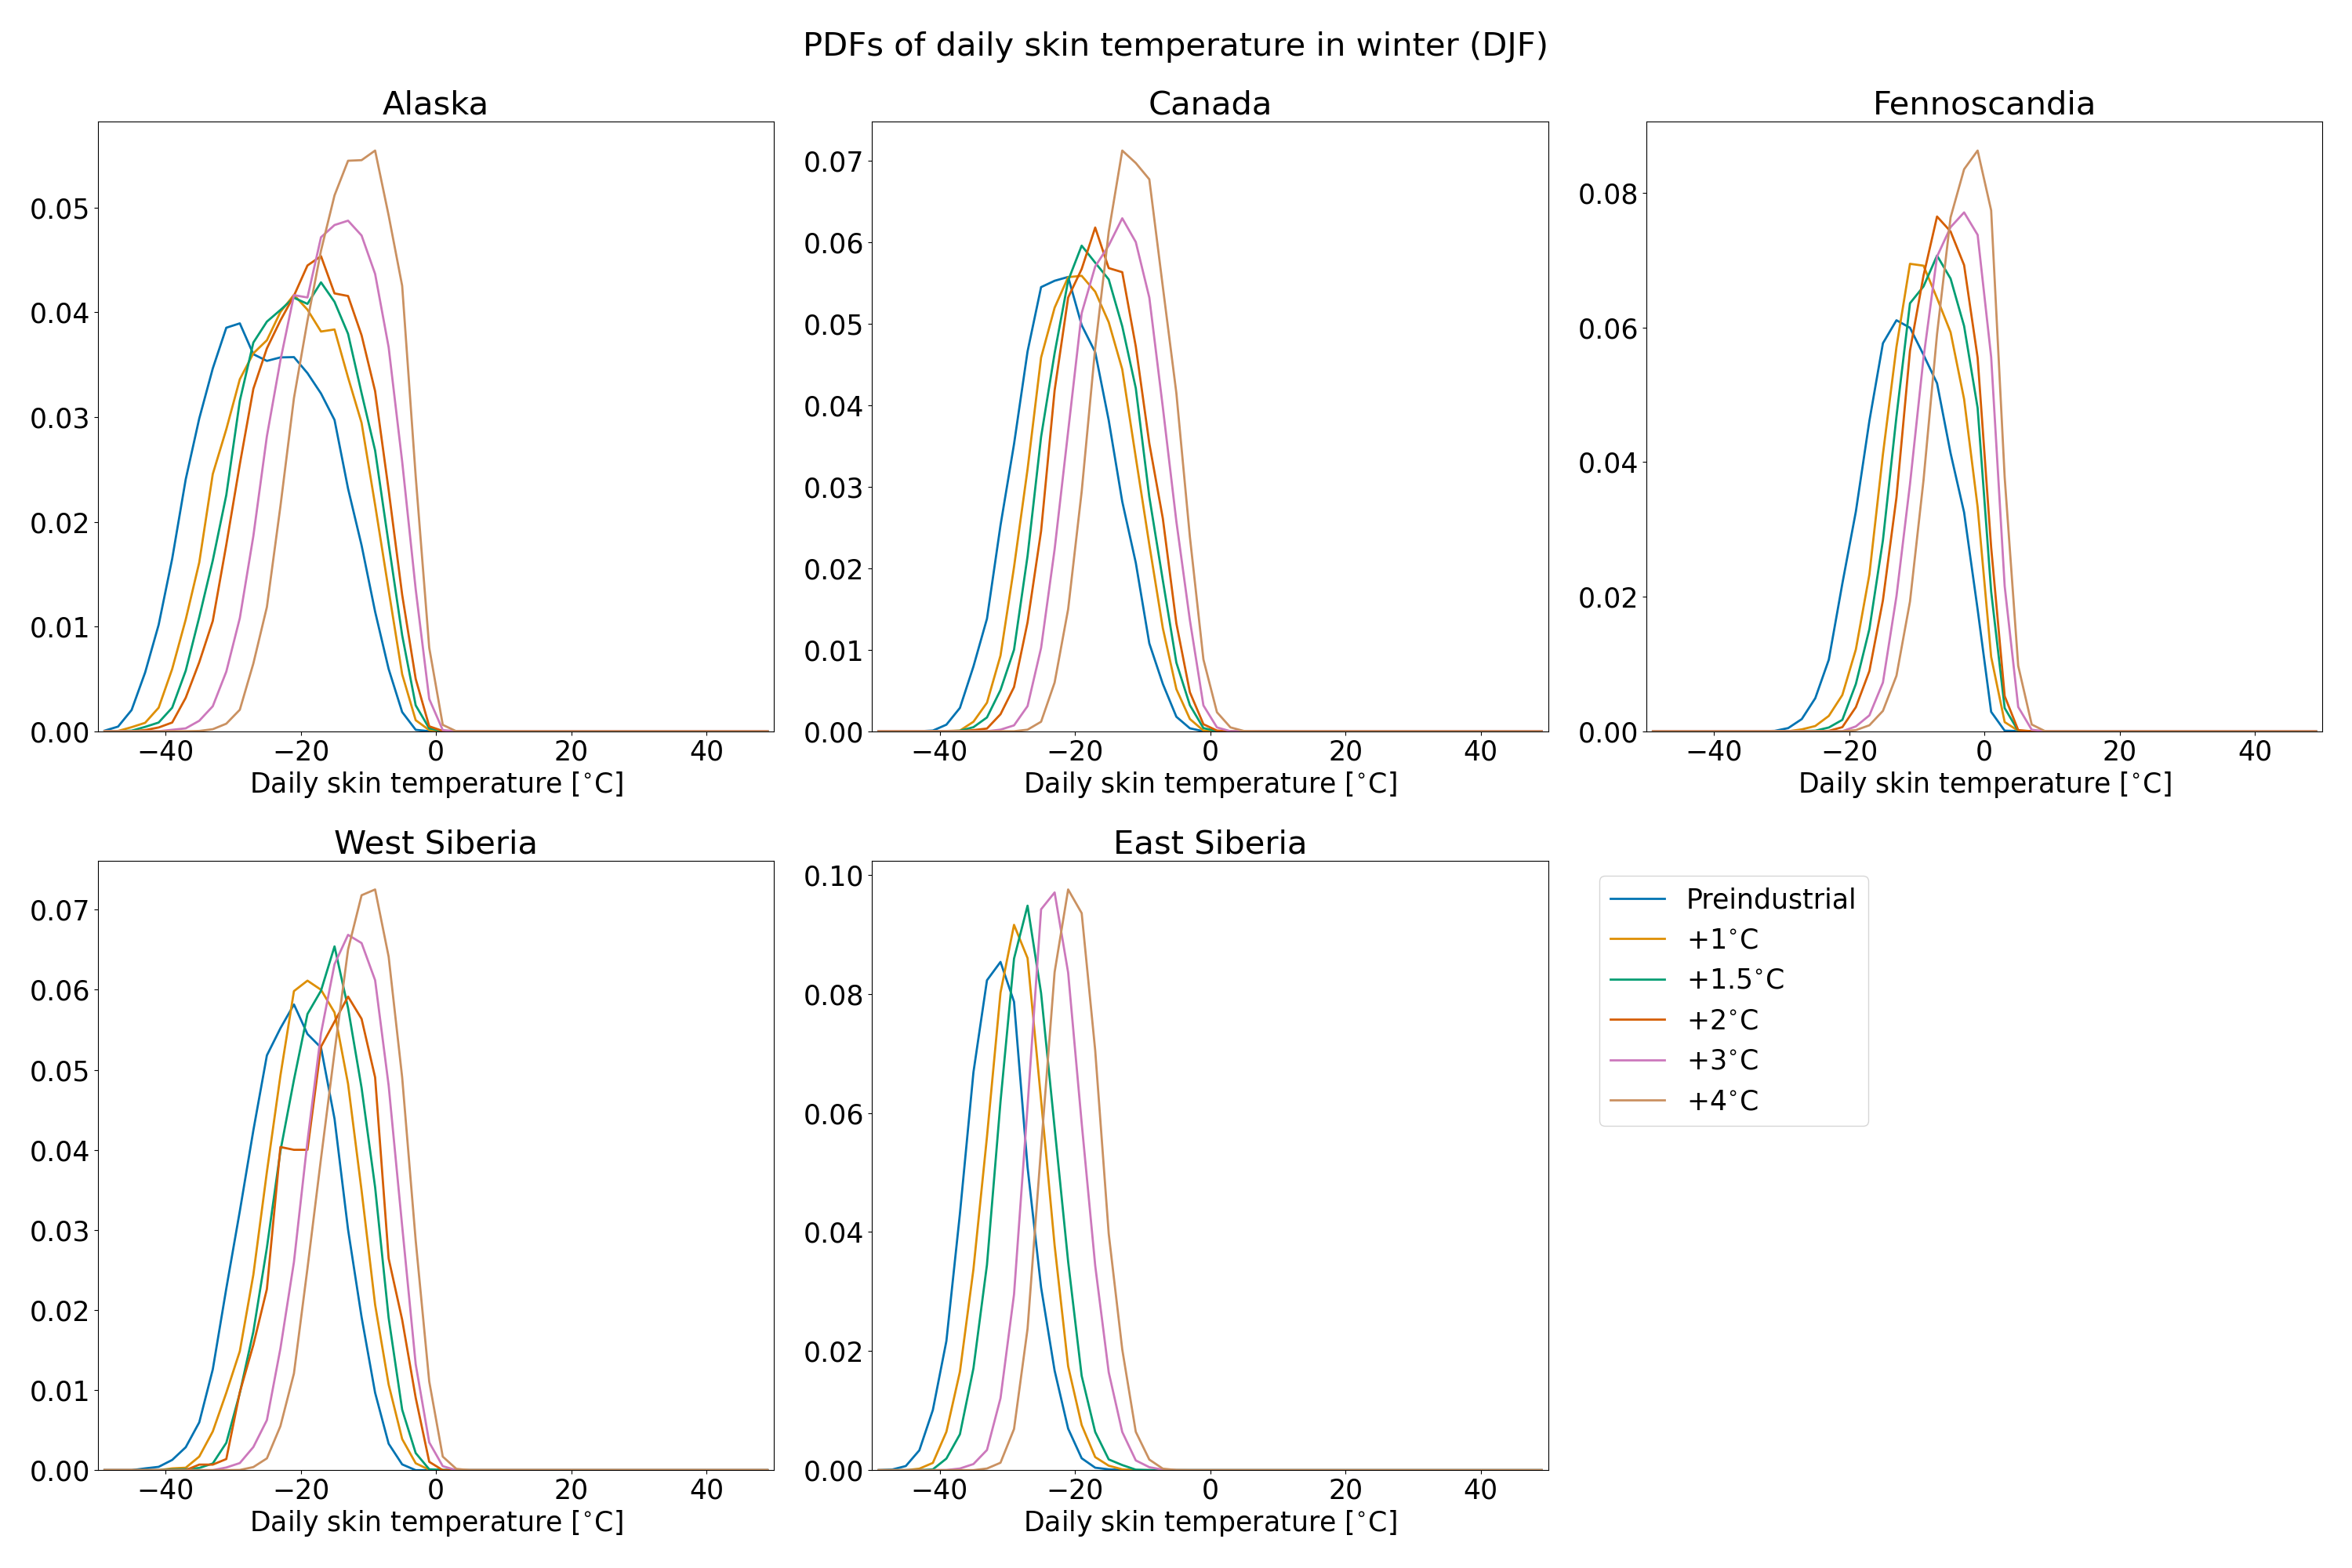 PDFs of daily skin temperature in winter (DJF)
Alaska
0.05
0.04
0.03
0.02
0.01
0.00
−40 −20 0 20 40
Daily skin temperature [°C]
Canada
0.07
0.06
0.05
0.04
0.03
0.02
0.01
0.00
−40 −20 0 20 40
Daily skin temperature [°C]
Fennoscandia
0.08
0.06
0.04
0.02
0.00
−40 −20 0 20 40
Daily skin temperature [°C]
West Siberia
0.07
0.06
0.05
0.04
0.03
0.02
0.01
0.00
−40 −20 0 20 40
Daily skin temperature [°C]
East Siberia
0.10
0.08
0.06
0.04
0.02
0.00
−40 −20 0 20 40
Daily skin temperature [°C]
Preindustrial
+1°C
+1.5°C
+2°C
+3°C
+4°C